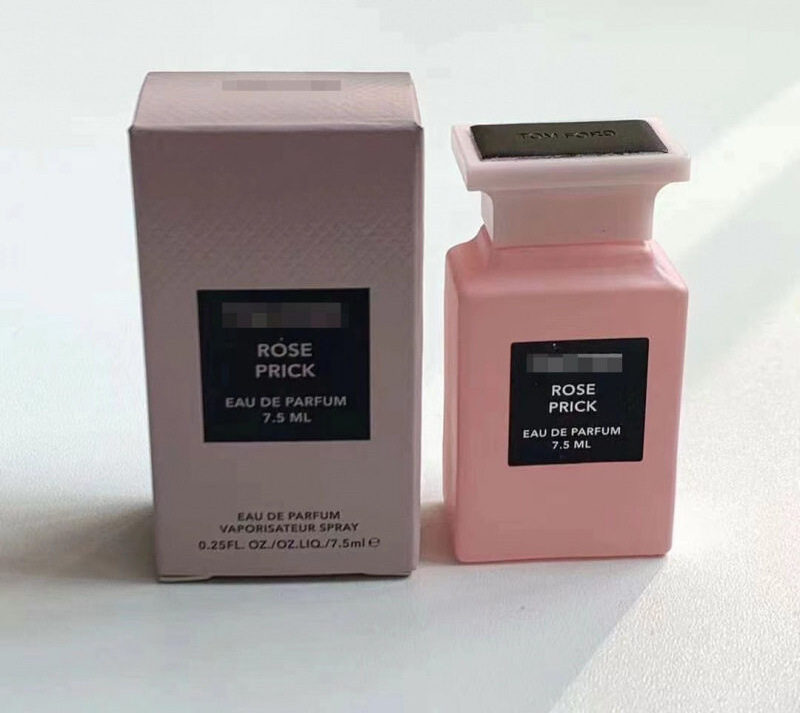 RÓSE
PRICK
EAU DE PARFUM
7.5 ML
EAU DE PARFUM
VAPORISATEUR SPRAY
0.25FL. OZ./OZ.LIQ./7.5ml ℮
TOM FORD
ROSE
PRICK
EAU DE PARFUM
7.5 ML